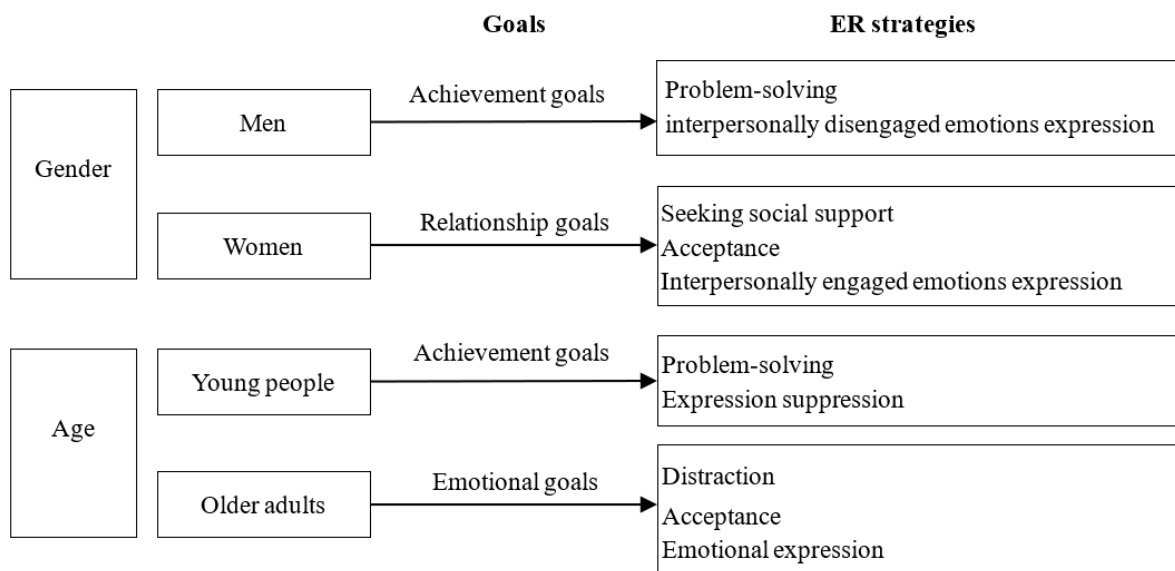 Goals
ER strategies
Gender
Men
Achievement goals
Problem-solving
interpersonally disengaged emotions expression
Women
Relationship goals
Seeking social support
Acceptance
Interpersonally engaged emotions expression
Age
Young people
Achievement goals
Problem-solving
Expression suppression
Older adults
Emotional goals
Distraction
Acceptance
Emotional expression